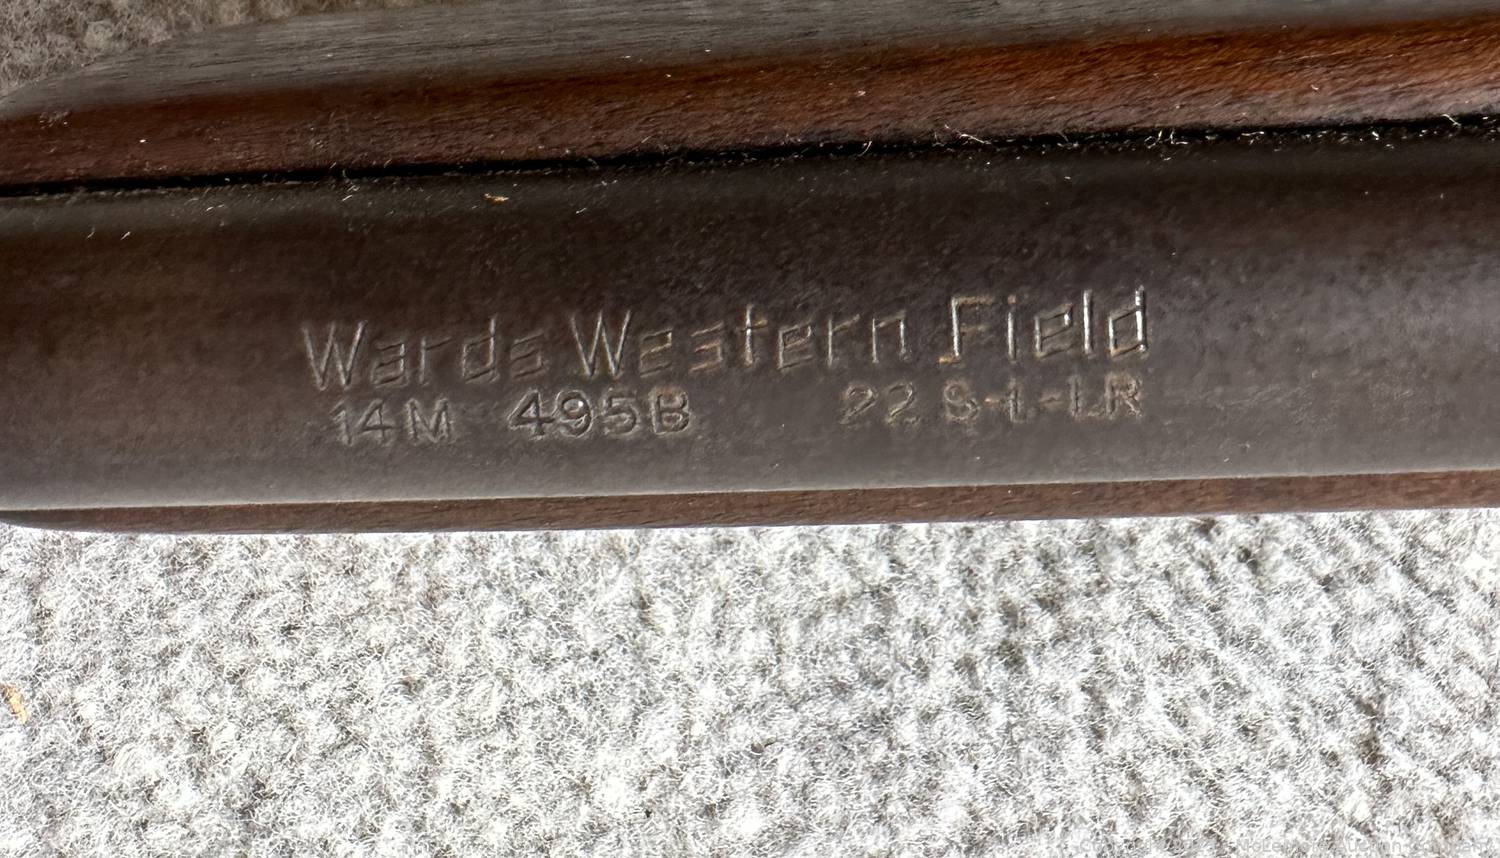 Wards Western Field
14M 495B 22 S-L-LR